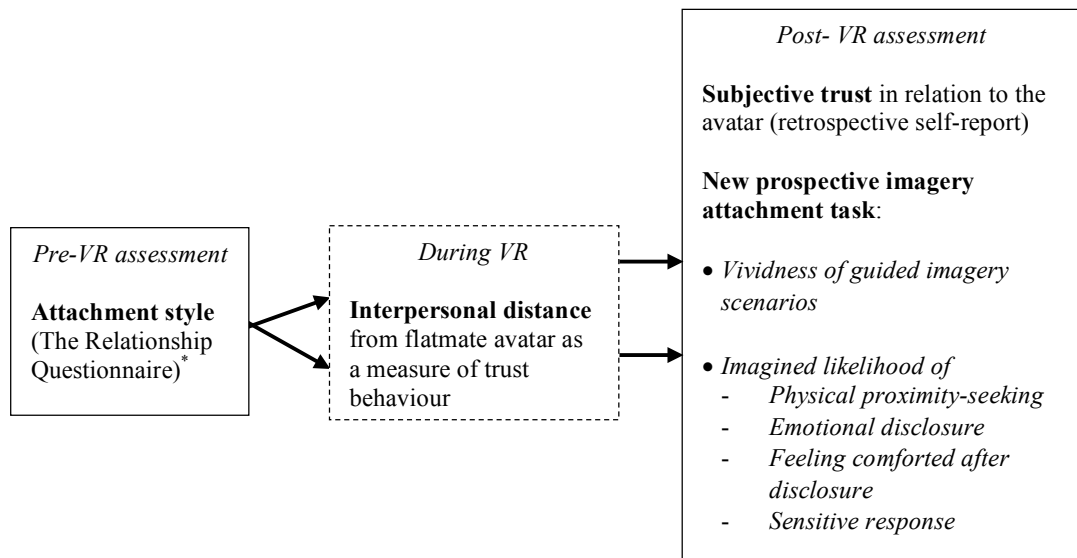 Pre-VR assessment
Attachment style
(The Relationship
Questionnaire)*
During VR
Interpersonal distance
from flatmate avatar as
a measure of trust
behaviour
Post- VR assessment
Subjective trust in relation to the
avatar (retrospective self-report)
New prospective imagery
attachment task:
• Vividness of guided imagery
scenarios
• Imagined likelihood of
- Physical proximity-seeking
- Emotional disclosure
- Feeling comforted after
disclosure
- Sensitive response